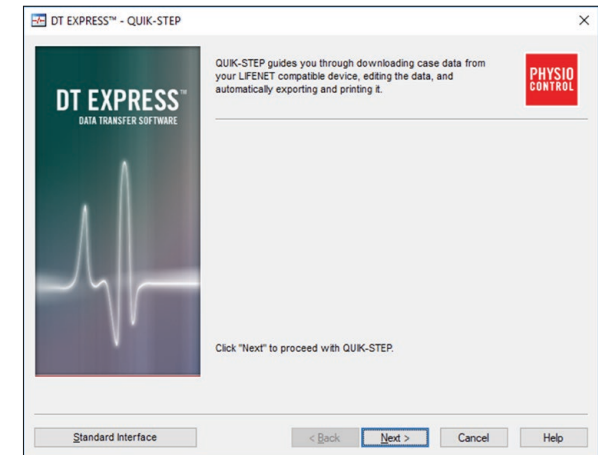 DT EXPRESS™ - QUIK-STEP
DT EXPRESS™
DATA TRANSFER SOFTWARE
QUIK-STEP guides you through downloading case data from
your LIFENET compatible device, editing the data, and
automatically exporting and printing it.
PHYSIO
CONTROL
Click "Next" to proceed with QUIK-STEP.
Standard Interface
< Back
Next >
Cancel
Help